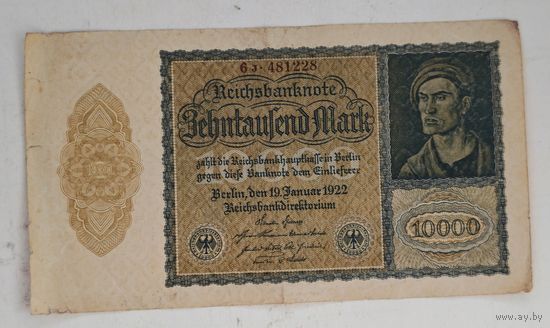 6J·481228
Reichsbanknote
Zehntausend Mark
zahlt die Reichsbankhauptkasse in Berlin
gegen diese Banknote dem Einlieferer
Berlin, den 19. Januar 1922
Reichsbankdirektorium
10000
www.ay.by